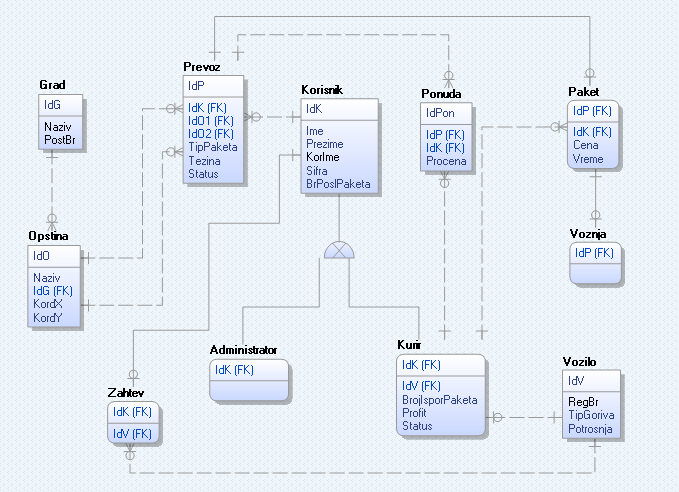 Grad
IdG
Naziv
PostBr
Opstina
IdO
Naziv
IdG (FK)
KordX
KordY
Prevoz
IdP
IdK (FK)
IdO1 (FK)
IdO2 (FK)
TipPaketa
Tezina
Status
Korisnik
IdK
Ime
Prezime
KorIme
Sifra
BrPoslPaketa
Ponuda
IdPon
IdP (FK)
IdK (FK)
Procena
Paket
IdP (FK)
IdK (FK)
Cena
Vreme
Voznja
IdP (FK)
Zahtev
IdK (FK)
IdV (FK)
Administrator
IdK (FK)
Kurir
IdK (FK)
IdV (FK)
BrojIsporPaketa
Profit
Status
Vozilo
IdV
RegBr
TipGoriva
Potrosnja